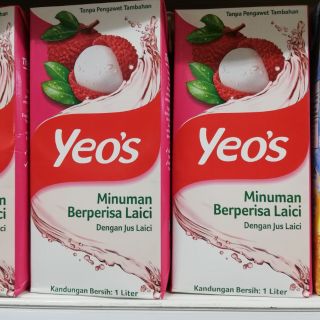 Tanpa Pengawet Tambahan
Yeo's
Minuman
Berperisa Laici
Dengan Jus Laici
Kandungan Bersih: 1 Liter
Tanpa Pengawet Tambahan
Yeo's
Minuman
Berperisa Laici
Dengan Jus Laici
Kandungan Bersih: 1 Liter